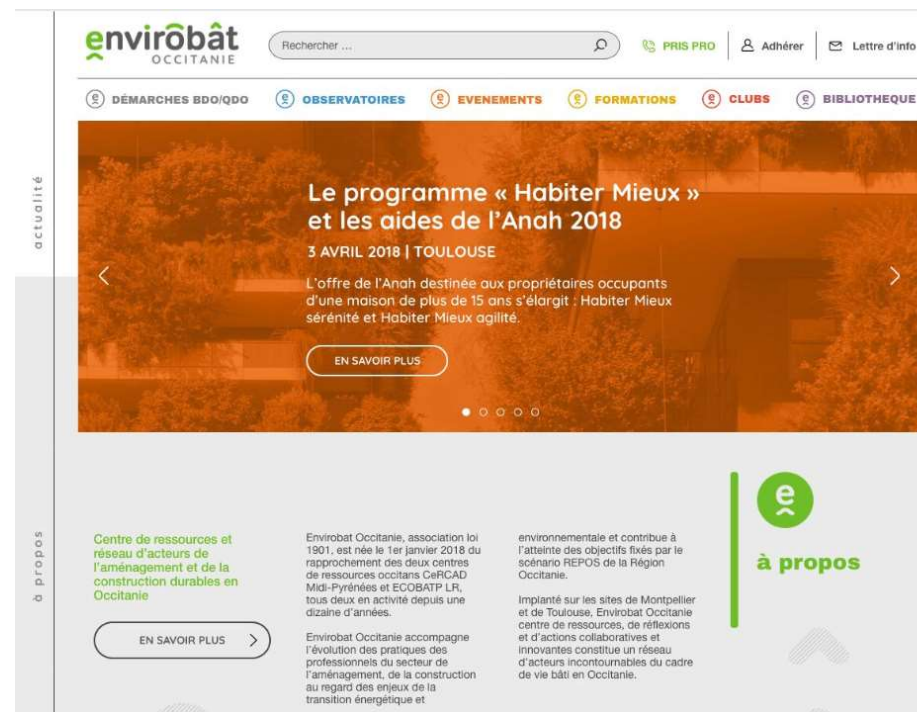 envirobât
OCCITANIE
Rechercher ...
PRIS PRO
Adhérer
Lettre d'info
DÉMARCHES BDO/QDO
OBSERVATOIRES
EVENEMENTS
FORMATIONS
CLUBS
BIBLIOTHEQUE
actualité
Le programme « Habiter Mieux »
et les aides de l'Anah 2018
3 AVRIL 2018 | TOULOUSE
L'offre de l'Anah destinée aux propriétaires occupants
d'une maison de plus de 15 ans s'élargit : Habiter Mieux
sérénité et Habiter Mieux agilité.
EN SAVOIR PLUS
à propos
Centre de ressources et
réseau d'acteurs de
l'aménagement et de la
construction durables en
Occitanie
EN SAVOIR PLUS
Envirobat Occitanie, association loi
1901, est née le 1er janvier 2018 du
rapprochement des deux centres
de ressources occitans CeRCAD
Midi-Pyrénées et ECOBATP LR,
tous deux en activité depuis une
dizaine d'années.
Envirobat Occitanie accompagne
l'évolution des pratiques des
professionnels du secteur de
l'aménagement, de la construction
au regard des enjeux de la
transition énergétique et
environnementale et contribue à
l'atteinte des objectifs fixés par le
scénario REPOS de la Région
Occitanie.
Implanté sur les sites de Montpellier
et de Toulouse, Envirobat Occitanie
centre de ressources, de réflexions
et d'actions collaboratives et
innovantes constitue un réseau
d'acteurs incontournables du cadre
de vie bâti en Occitanie.
à propos